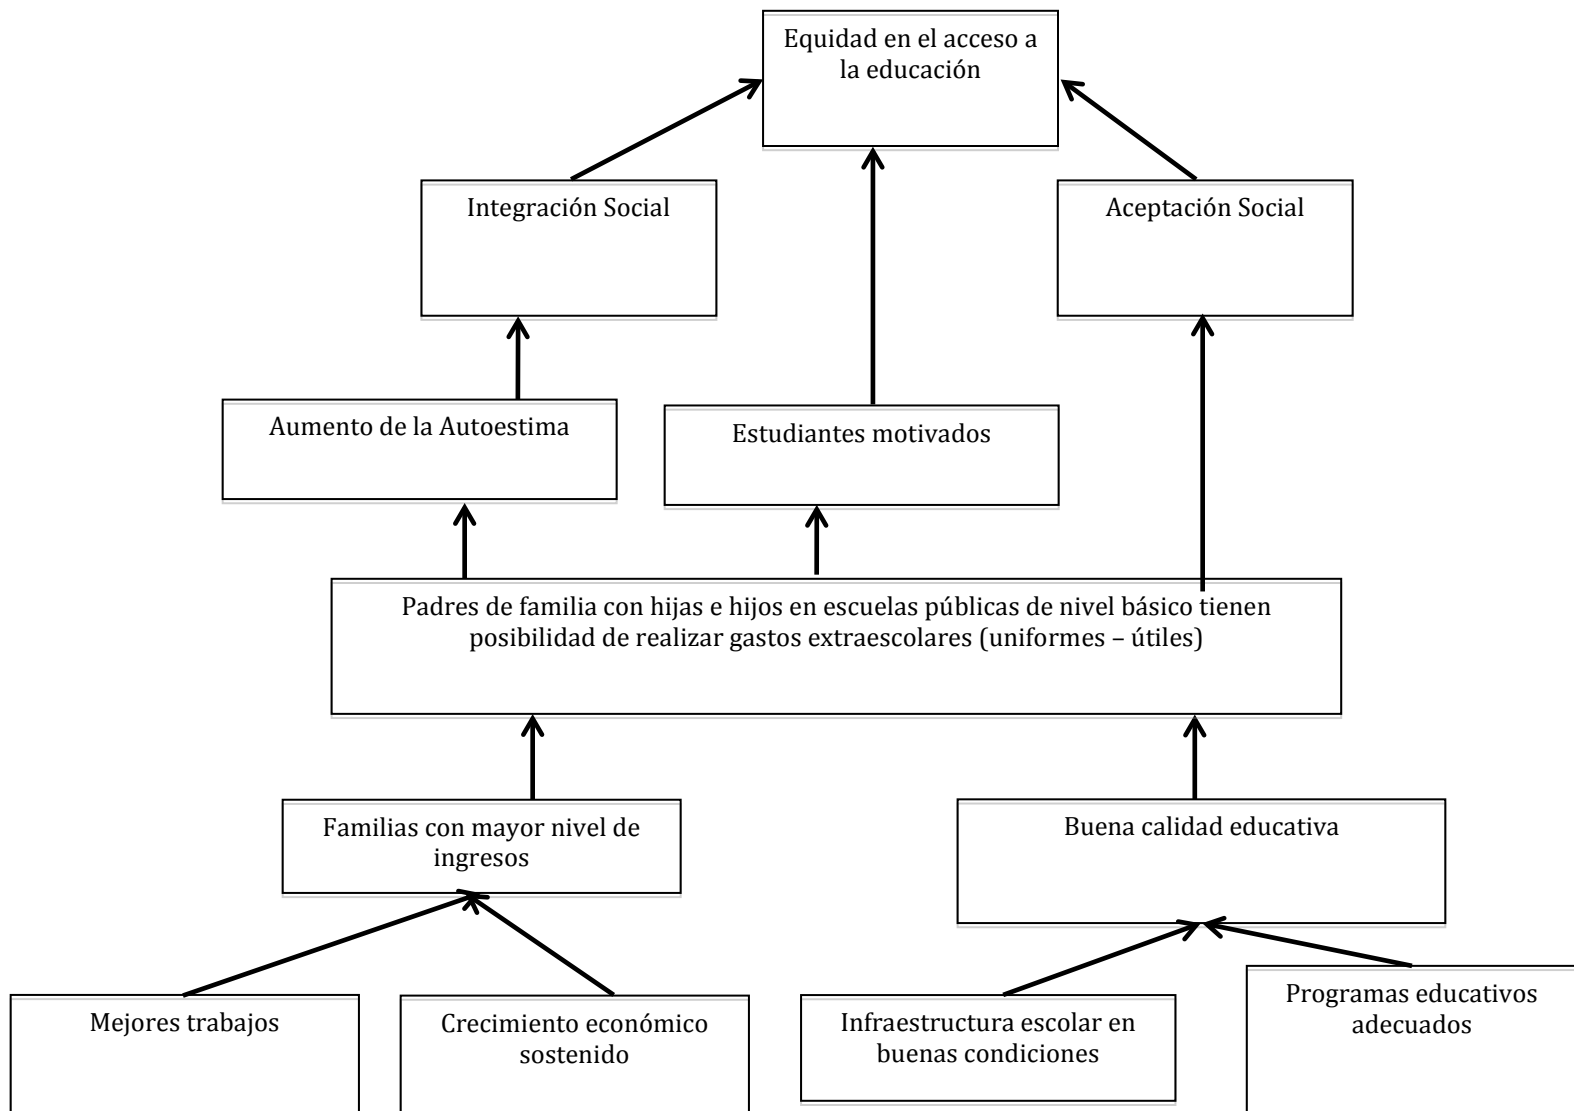 Equidad en el acceso a
la educación
Integración Social
Aceptación Social
Aumento de la Autoestima
Estudiantes motivados
Padres de familia con hijas e hijos en escuelas públicas de nivel básico tienen
posibilidad de realizar gastos extraescolares (uniformes – útiles)
Familias con mayor nivel de
ingresos
Buena calidad educativa
Mejores trabajos
Crecimiento económico
sostenido
Infraestructura escolar en
buenas condiciones
Programas educativos
adecuados